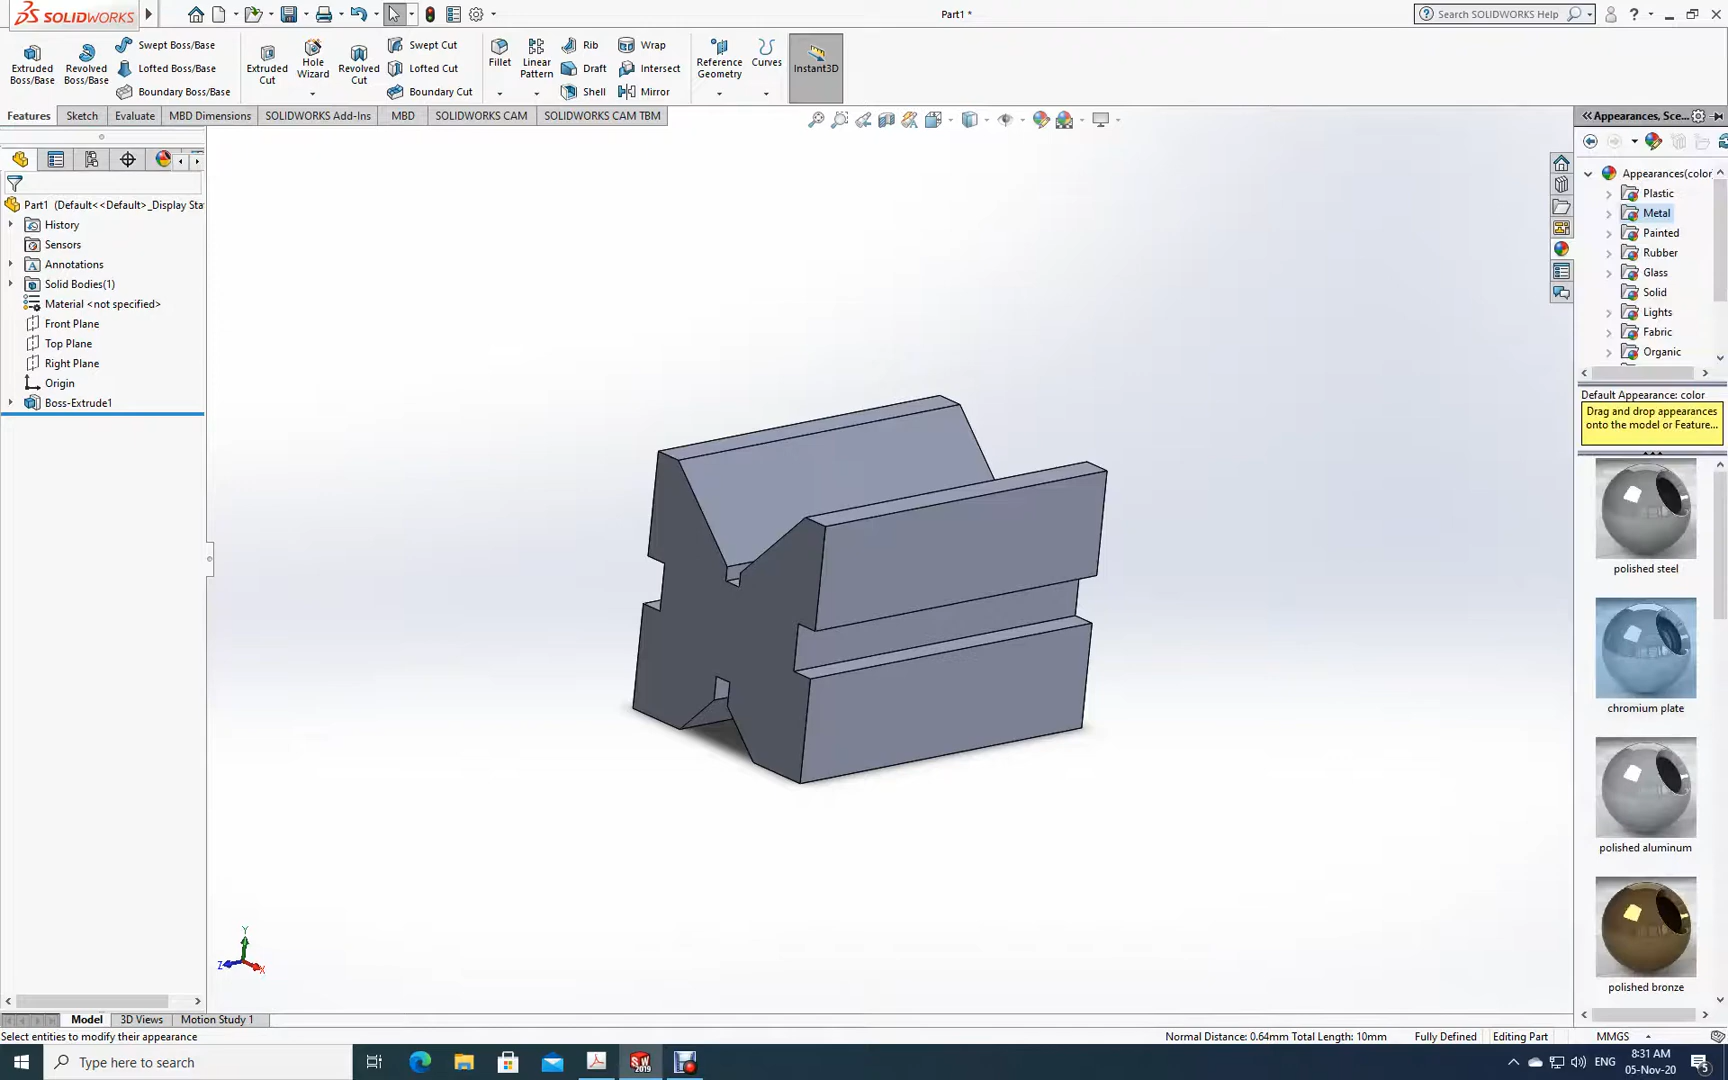 SOLIDWORKS
Part1 *
Search SOLIDWORKS Help
Extruded Boss/Base
Revolved Boss/Base
Swept Boss/Base
Lofted Boss/Base
Boundary Boss/Base
Extruded Cut
Hole Wizard
Revolved Cut
Swept Cut
Lofted Cut
Boundary Cut
Fillet
Linear Pattern
Rib
Draft
Shell
Wrap
Intersect
Mirror
Reference Geometry
Curves
Instant3D
Features
Sketch
Evaluate
MBD Dimensions
SOLIDWORKS Add-Ins
MBD
SOLIDWORKS CAM
SOLIDWORKS CAM TBM
Part1 (Default<<Default>_Display Sta
History
Sensors
Annotations
Solid Bodies(1)
Material <not specified>
Front Plane
Top Plane
Right Plane
Origin
Boss-Extrude1
Y
Z
X
Appearances, Sce...
Appearances(color
Plastic
Metal
Painted
Rubber
Glass
Solid
Lights
Fabric
Organic
Default Appearance: color
Drag and drop appearances
onto the model or Feature...
polished steel
chromium plate
polished aluminum
polished bronze
Model
3D Views
Motion Study 1
Select entities to modify their appearance
Normal Distance: 0.64mm Total Length: 10mm
Fully Defined
Editing Part
MMGS
Type here to search
SW
2019
ENG
8:31 AM
05-Nov-20
5